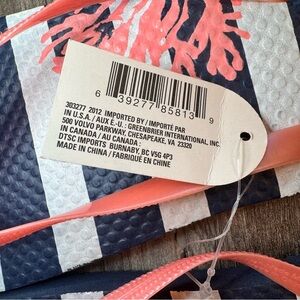 6 39277 85813 9
303277 2012 IMPORTED BY / IMPORTÉ PAR
IN U.S.A. / AUX É.-U.: GREENBRIER INTERNATIONAL, INC.
500 VOLVO PARKWAY, CHESAPEAKE, VA 23320
IN CANADA / AU CANADA:
DTSC IMPORTS BURNABY, BC V5G 4P3
MADE IN CHINA / FABRIQUÉ EN CHINE